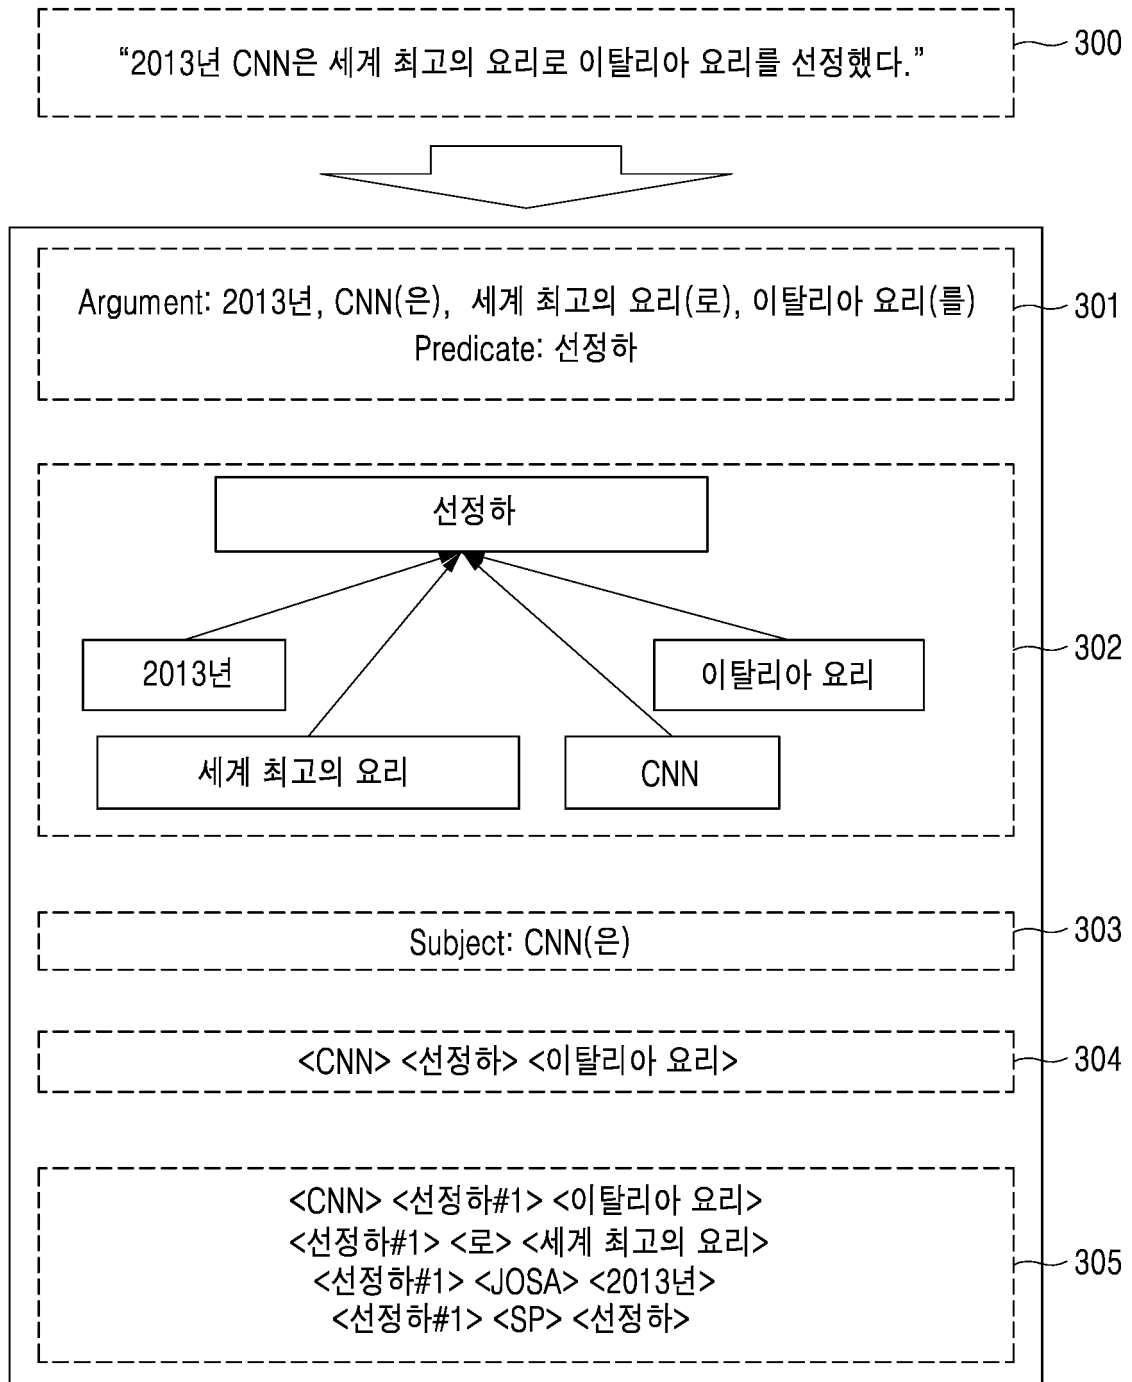 “2013년 CNN은 세계 최고의 요리로 이탈리아 요리를 선정했다.”
300
Argument: 2013년, CNN(은), 세계 최고의 요리(로), 이탈리아 요리(를)
Predicate: 선정하
301
선정하
2013년
이탈리아 요리
302
세계 최고의 요리
CNN
Subject: CNN(은)
303
<CNN> <선정하> <이탈리아 요리>
304
<CNN> <선정하#1> <이탈리아 요리>
<선정하#1> <로> <세계 최고의 요리>
<선정하#1> <JOSA> <2013년>
<선정하#1> <SP> <선정하>
305